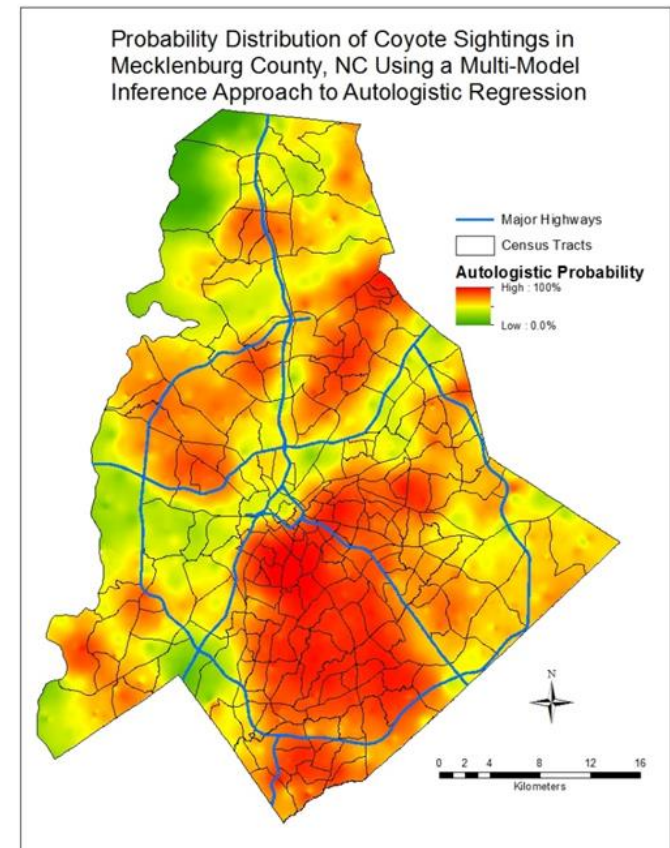 Probability Distribution of Coyote Sightings in
Mecklenburg County, NC Using a Multi-Model
Inference Approach to Autologistic Regression
Major Highways
Census Tracts
Autologistic Probability
High : 100%
Low : 0.0%
N
0 2 4 8 12 16
Kilometers